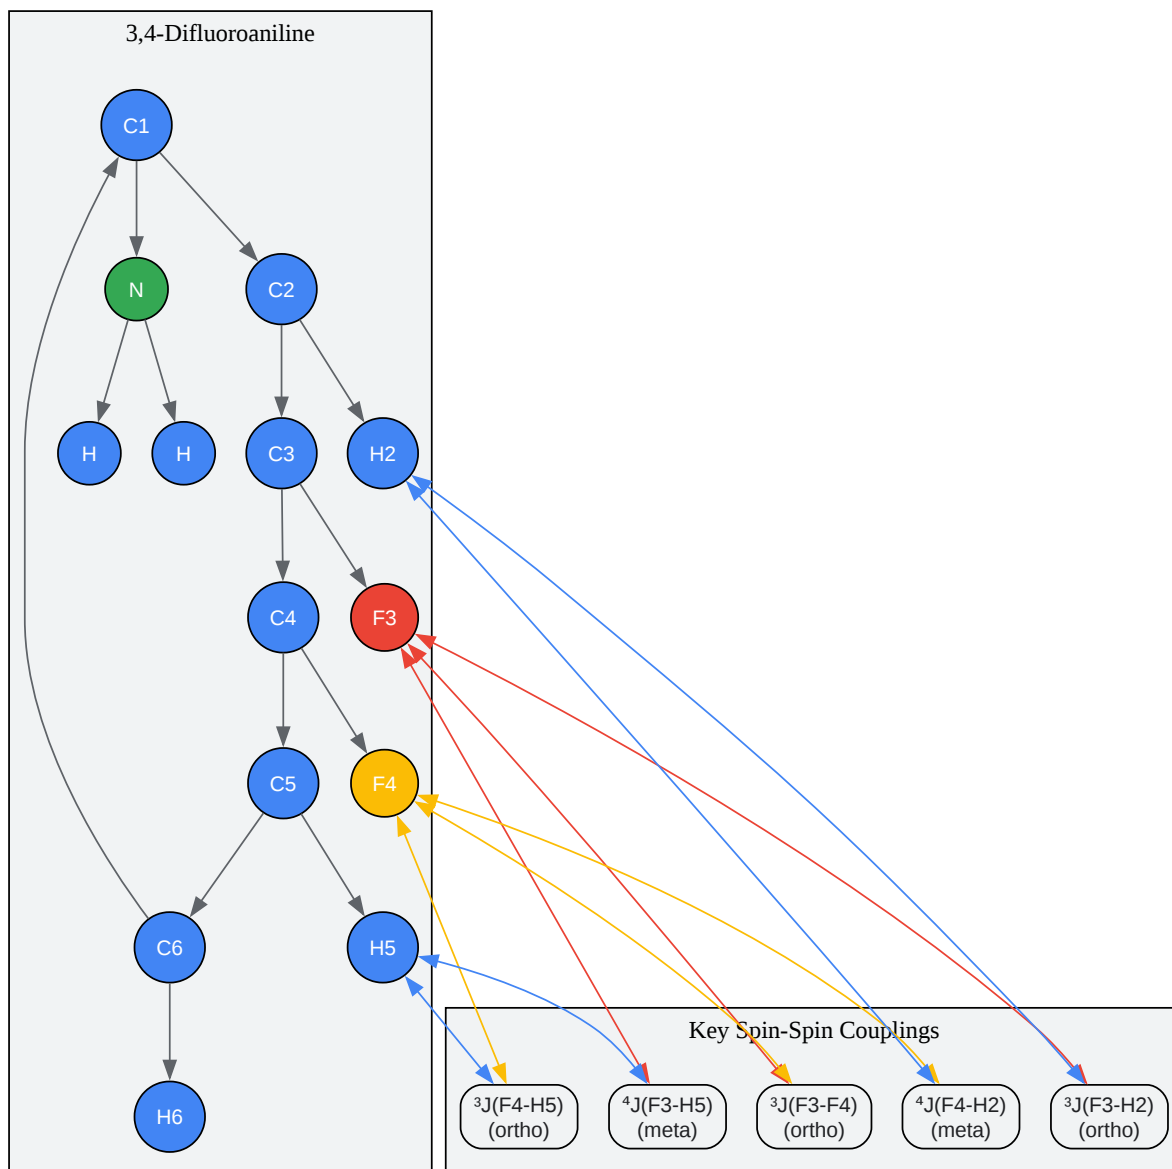 3,4-Difluoroaniline
C1
N
C2
H
H
C3
H2
C4
F3
C5
F4
C6
H5
H6
Key Spin-Spin Couplings
³J(F4-H5)
(ortho)
⁴J(F3-H5)
(meta)
³J(F3-F4)
(ortho)
⁴J(F4-H2)
(meta)
³J(F3-H2)
(ortho)